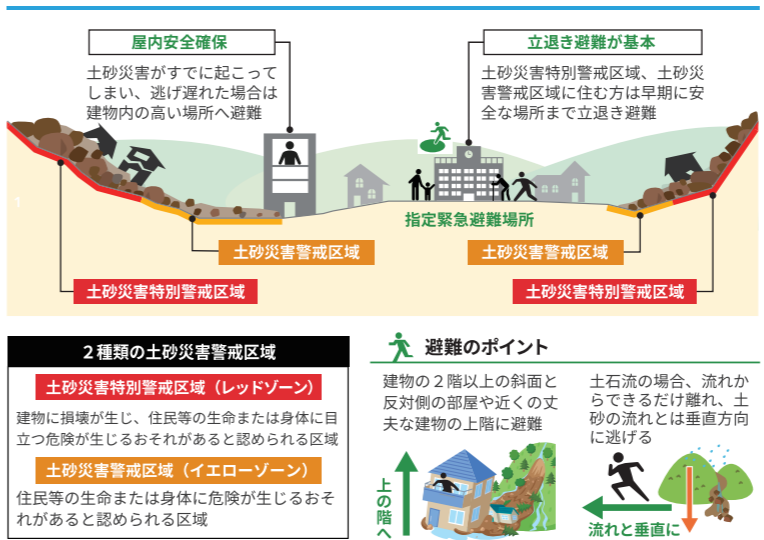 屋内安全確保
土砂災害がすでに起こって
しまい、逃げ遅れた場合は
建物内の高い場所へ避難
立退き避難が基本
土砂災害特別警戒区域、土砂災
害警戒区域に住む方は早期に安
全な場所まで立退き避難
指定緊急避難場所
土砂災害警戒区域
土砂災害警戒区域
土砂災害特別警戒区域
土砂災害特別警戒区域
1
２種類の土砂災害警戒区域
土砂災害特別警戒区域（レッドゾーン）
建物に損壊が生じ、住民等の生命または身体に目
立つ危険が生じるおそれがあると認められる区域
土砂災害警戒区域（イエローゾーン）
住民等の生命または身体に危険が生じるおそ
れがあると認められる区域
避難のポイント
建物の２階以上の斜面と
反対側の部屋や近くの丈
夫な建物の上階に避難
上の階へ
土石流の場合、流れか
らできるだけ離れ、土
砂の流れとは垂直方向
に逃げる
流れと垂直に